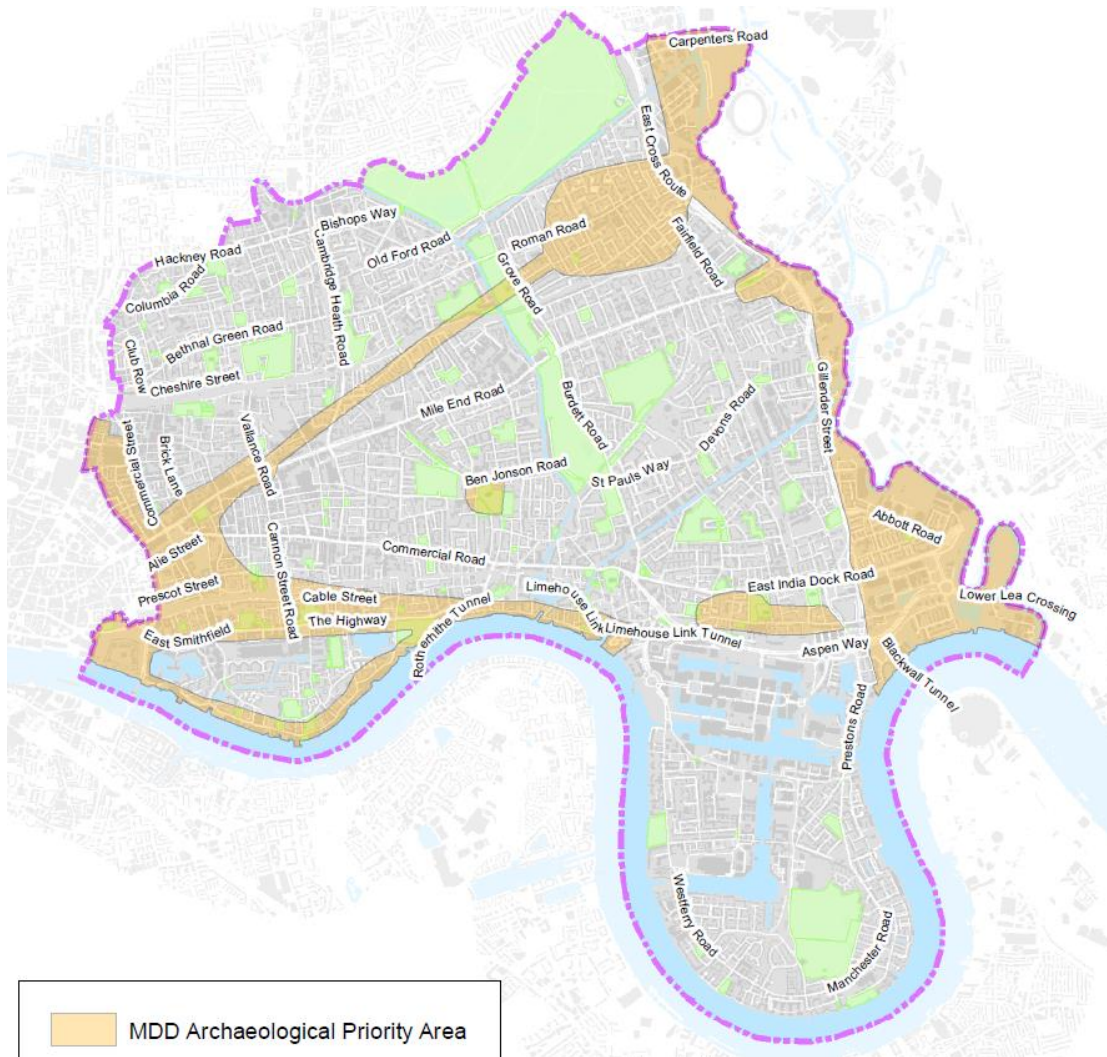 Carpenters Road
East Cross Route
Bishops Way
Roman Road
Fairfield Road
Hackney Road
Cambridge Heath Road
Old Ford Road
Grove Road
Columbia Road
Bethnal Green Road
Club Row
Cheshire Street
Mile End Road
Burdett Road
Devons Road
Gillender Street
Commercial Street
Brick Lane
Vallance Road
Ben Jonson Road
St Pauls Way
Abbott Road
Alie Street
Cannon Street Road
Commercial Road
East India Dock Road
Prescot Street
Cable Street
Limehouse Link
Lower Lea Crossing
The Highway
Rotherhithe Tunnel
East Smithfield
Limehouse Link Tunnel
Aspen Way
Blackwall Tunnel
Prestons Road
Westferry Road
Manchester Road
MDD Archaeological Priority Area